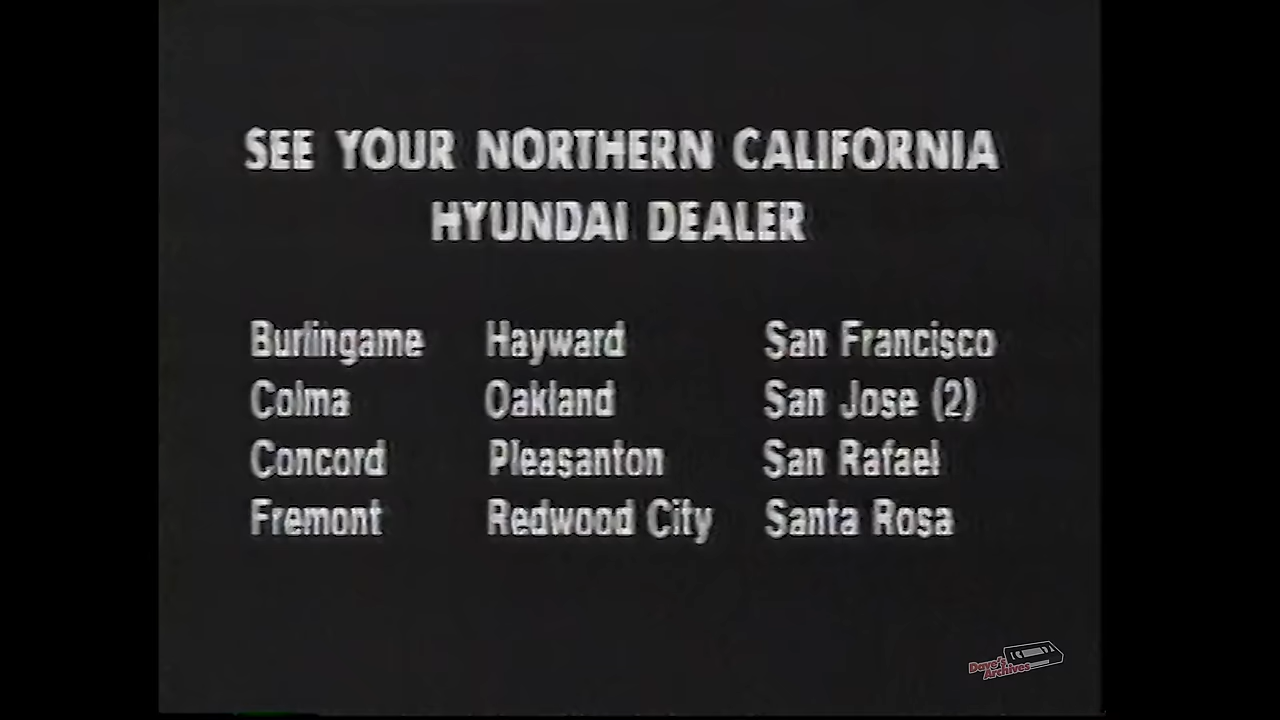 SEE YOUR NORTHERN CALIFORNIA
HYUNDAI DEALER
Burlingame Hayward San Francisco
Colma Oakland San Jose (2)
Concord Pleasanton San Rafael
Fremont Redwood City Santa Rosa
Dave's
Archives